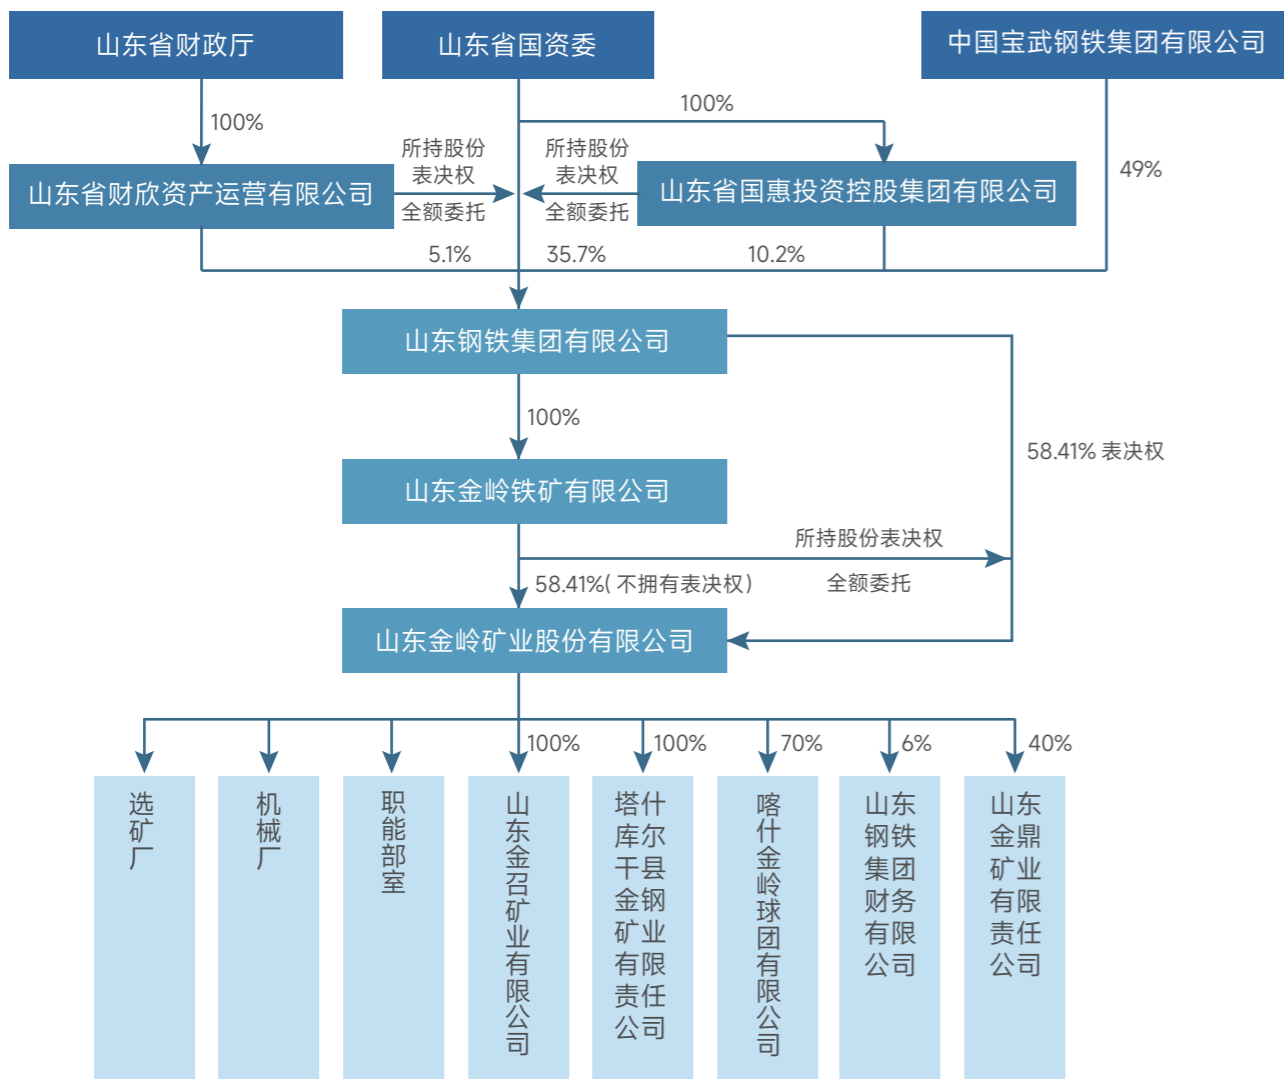 山东省财政厅
山东省国资委
中国宝武钢铁集团有限公司
100%
100%
49%
所持股份
表决权
全额委托
所持股份
表决权
全额委托
山东省财欣资产运营有限公司
山东省国惠投资控股集团有限公司
5.1%
35.7%
10.2%
山东钢铁集团有限公司
100%
58.41% 表决权
山东金岭铁矿有限公司
所持股份表决权
全额委托
58.41%( 不拥有表决权)
山东金岭矿业股份有限公司
100%
100%
70%
6%
40%
选矿厂
机械厂
职能部室
山东金召矿业有限公司
塔什
库尔
干县
金钢
矿业
有限
责任
公司
喀什金岭球团有限公司
山东
钢铁
集团
财务
有限
公司
山东
金鼎
矿业
有限
责任
公司